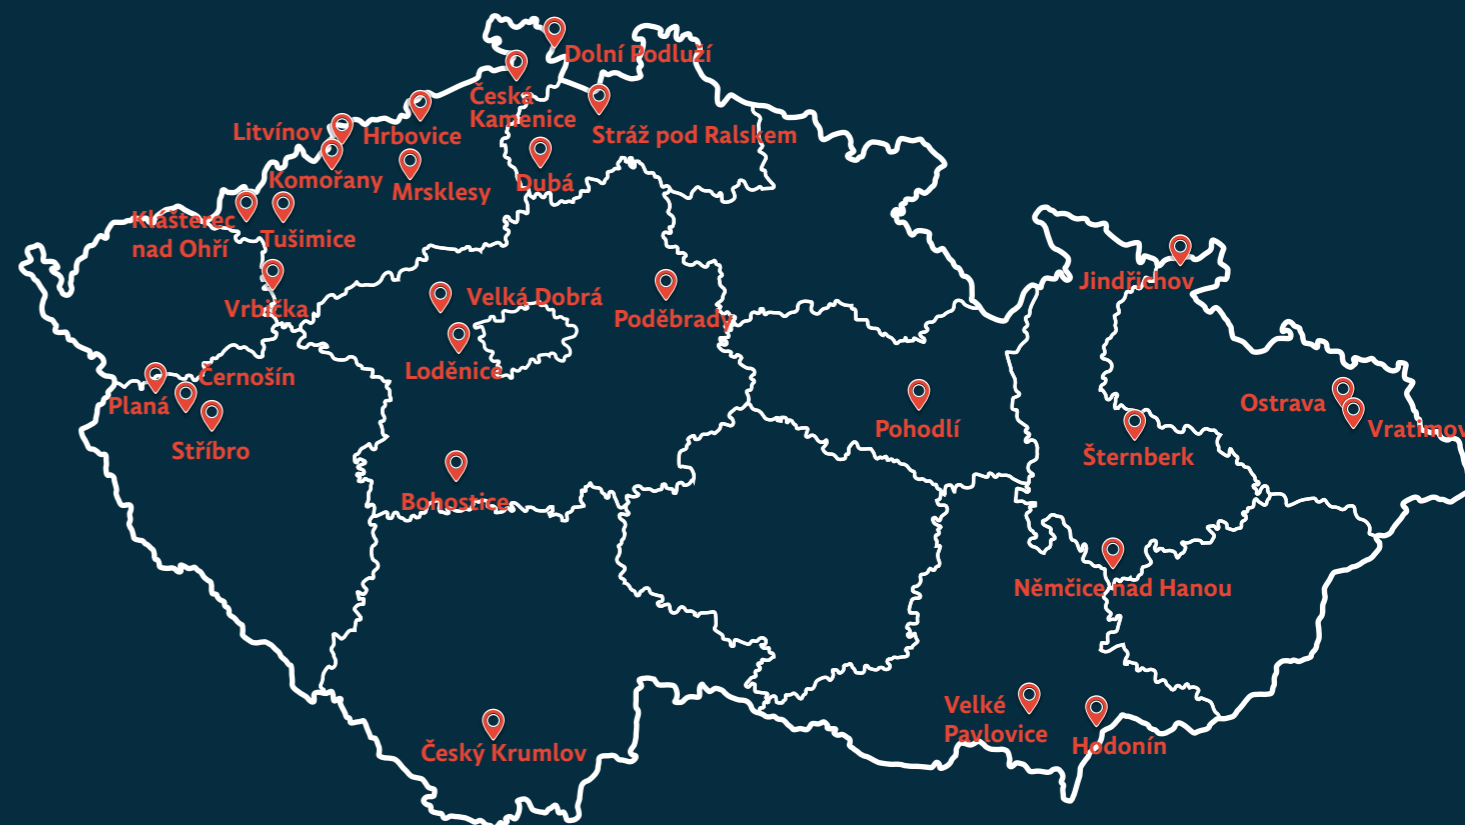 Dolní Podluží
Česká
Kamenice
Litvínov
Hrbovice
Stráž pod Ralskem
Komořany
Mrsklesy
Dubá
Klášterec
nad Ohří
Tušimice
Jindřichov
Vrbička
Velká Dobrá
Poděbrady
Loděnice
Černošín
Planá
Ostrava
Vratimov
Pohodlí
Stříbro
Šternberk
Bohostice
Němčice nad Hanou
Velké
Pavlovice
Hodonín
Český Krumlov